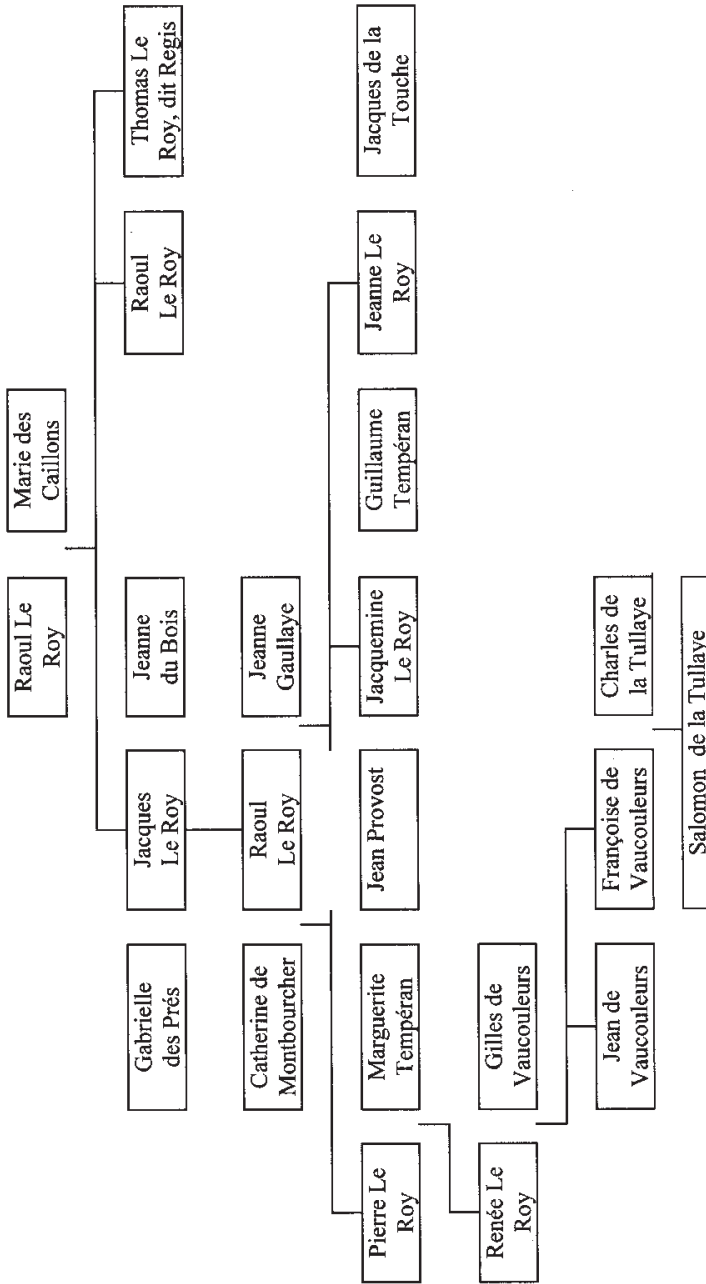 Raoul Le
Roy
Marie des
Caillons
Gabrielle
des Prés
Jacques
Le Roy
Jeanne
du Bois
Raoul
Le Roy
Thomas Le
Roy, dit Regis
Catherine de
Montbourcher
Raoul
Le Roy
Jeanne
Gaullaye
Pierre Le
Roy
Marguerite
Tempéran
Jean Provost
Jacquemine
Le Roy
Guillaume
Tempéran
Jeanne Le
Roy
Jacques de la
Touche
Renée Le
Roy
Gilles de
Vaucouleurs
Jean de
Vaucouleurs
Françoise de
Vaucouleurs
Charles de
la Tullaye
Salomon de la Tullaye